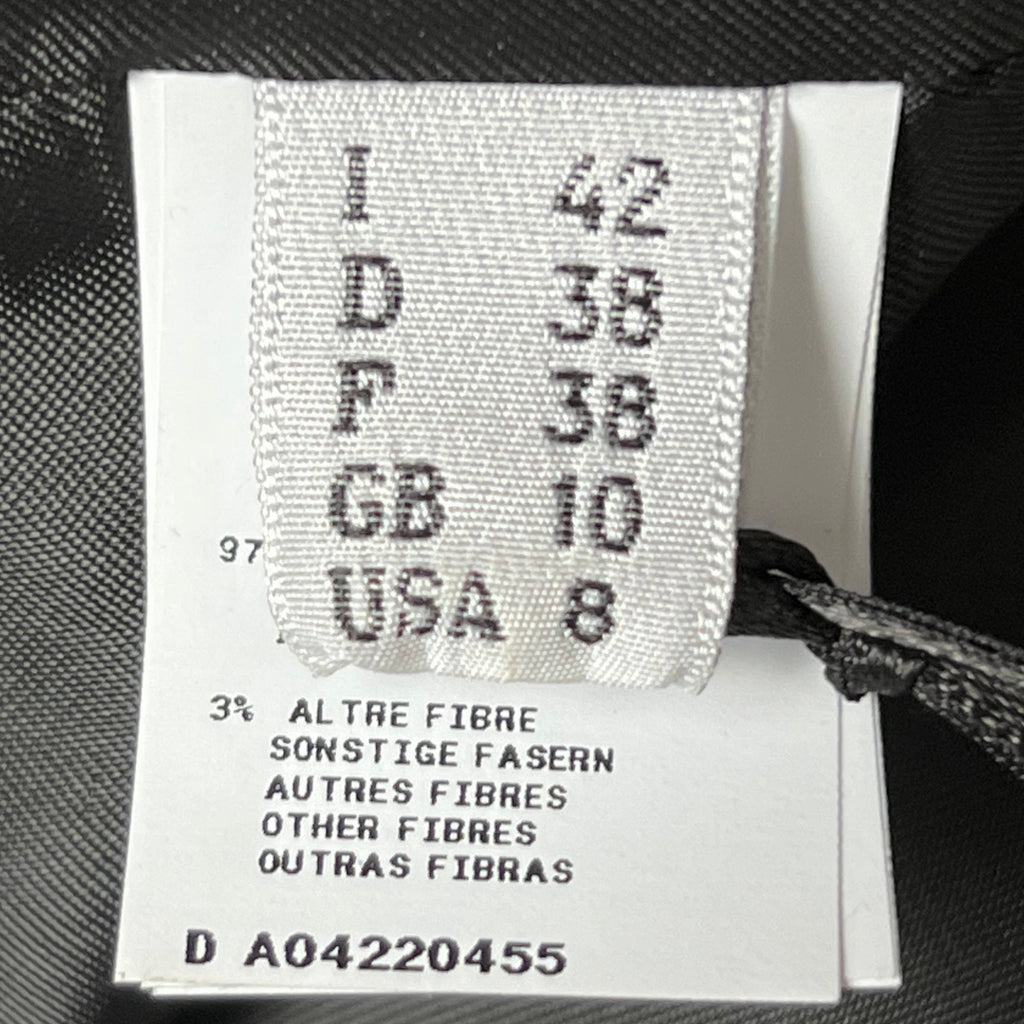 I 42
D 38
F 38
GB 10
USA 8
97
3% ALTRE FIBRE
SONSTIGE FASERN
AUTRES FIBRES
OTHER FIBRES
OUTRAS FIBRAS
D A04220455